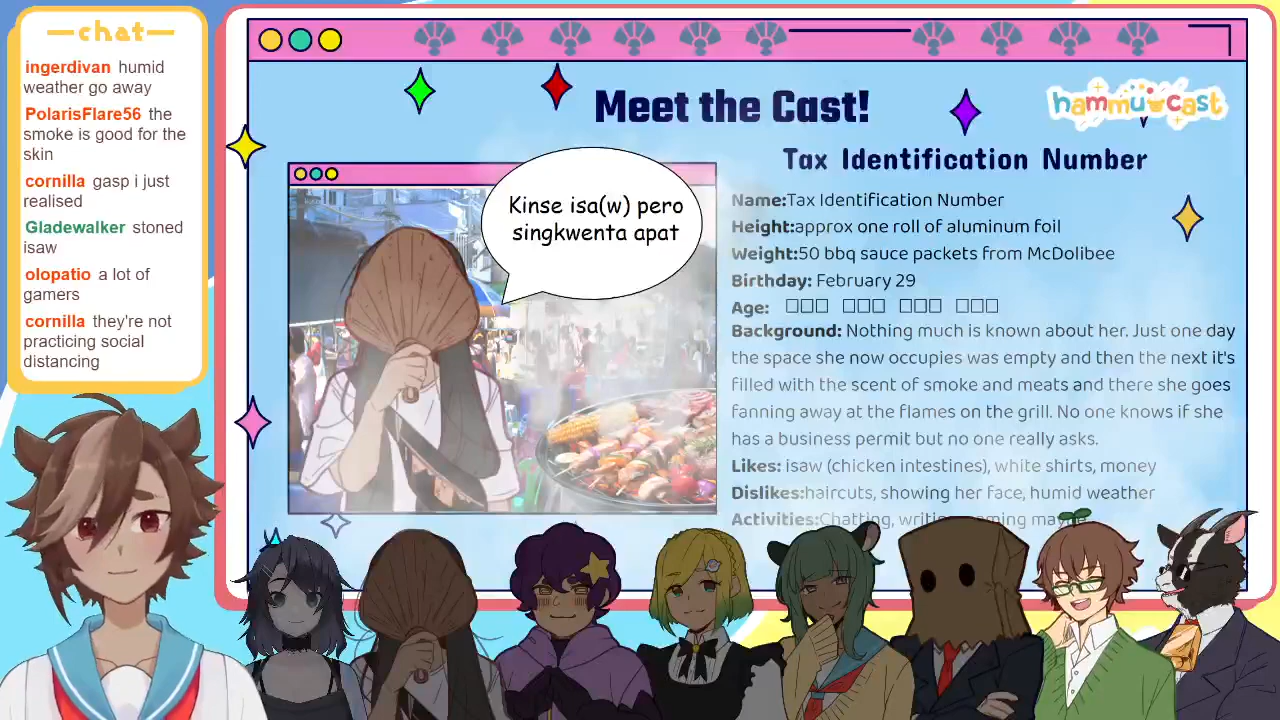 chat
ingerdivan humid
weather go away
PolarisFlare56 the
smoke is good for the
skin
cornilla gasp i just
realised
Gladewalker stoned
isaw
olopatio a lot of
gamers
cornilla they're not
practicing social
distancing
Meet the Cast!
hammu cast
Tax Identification Number
Kinse isa(w) pero
singkwenta apat
Name:Tax Identification Number
Height:approx one roll of aluminum foil
Weight:50 bbq sauce packets from McDolibee
Birthday: February 29
Age: □□□ □□□ □□□ □□□
Background: Nothing much is known about her. Just one day
the space she now occupies was empty and then the next it's
filled with the scent of smoke and meats and there she goes
fanning away at the flames on the grill. No one knows if she
has a business permit but no one really asks.
Likes: isaw (chicken intestines), white shirts, money
Dislikes:haircuts, showing her face, humid weather
Activities:Chatting, writing, gaming maybe